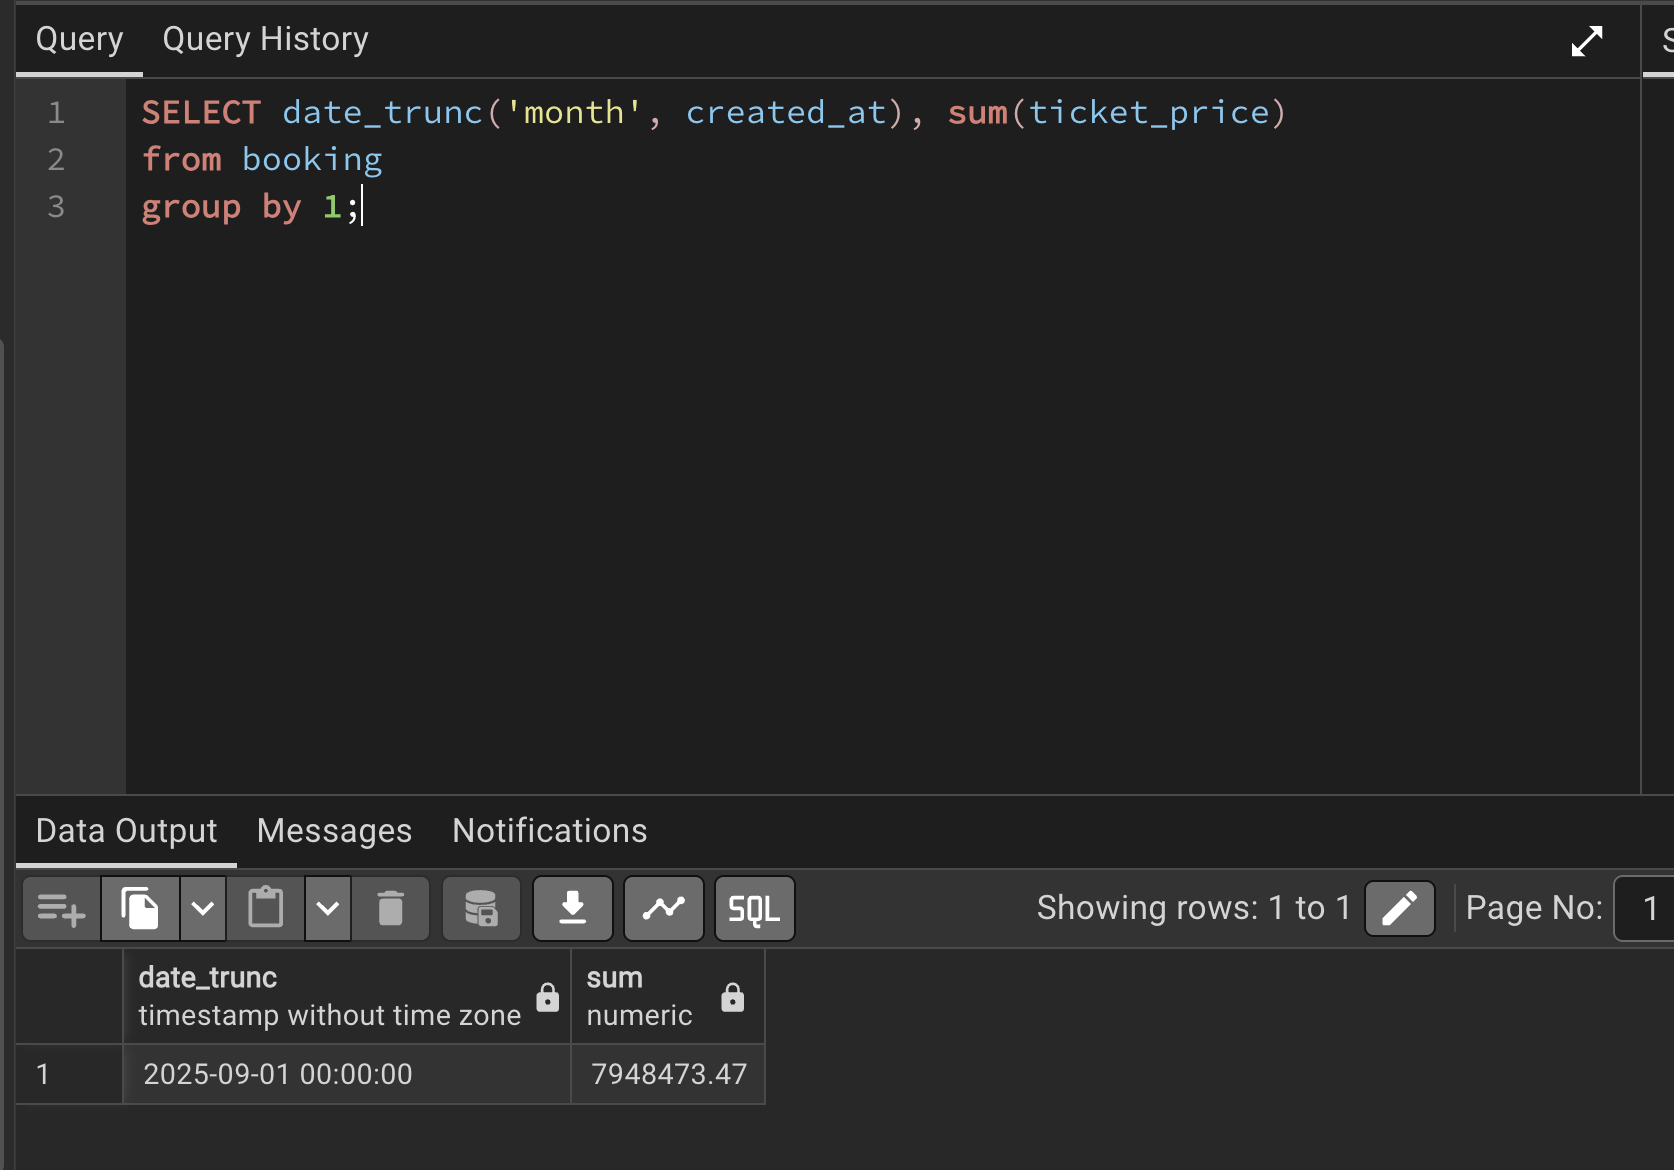 Query Query History
1 SELECT date_trunc('month', created_at), sum(ticket_price)
2 from booking
3 group by 1;
Data Output Messages Notifications
SQL Showing rows: 1 to 1 Page No: 1
date_trunc sum
timestamp without time zone numeric
1 2025-09-01 00:00:00 7948473.47